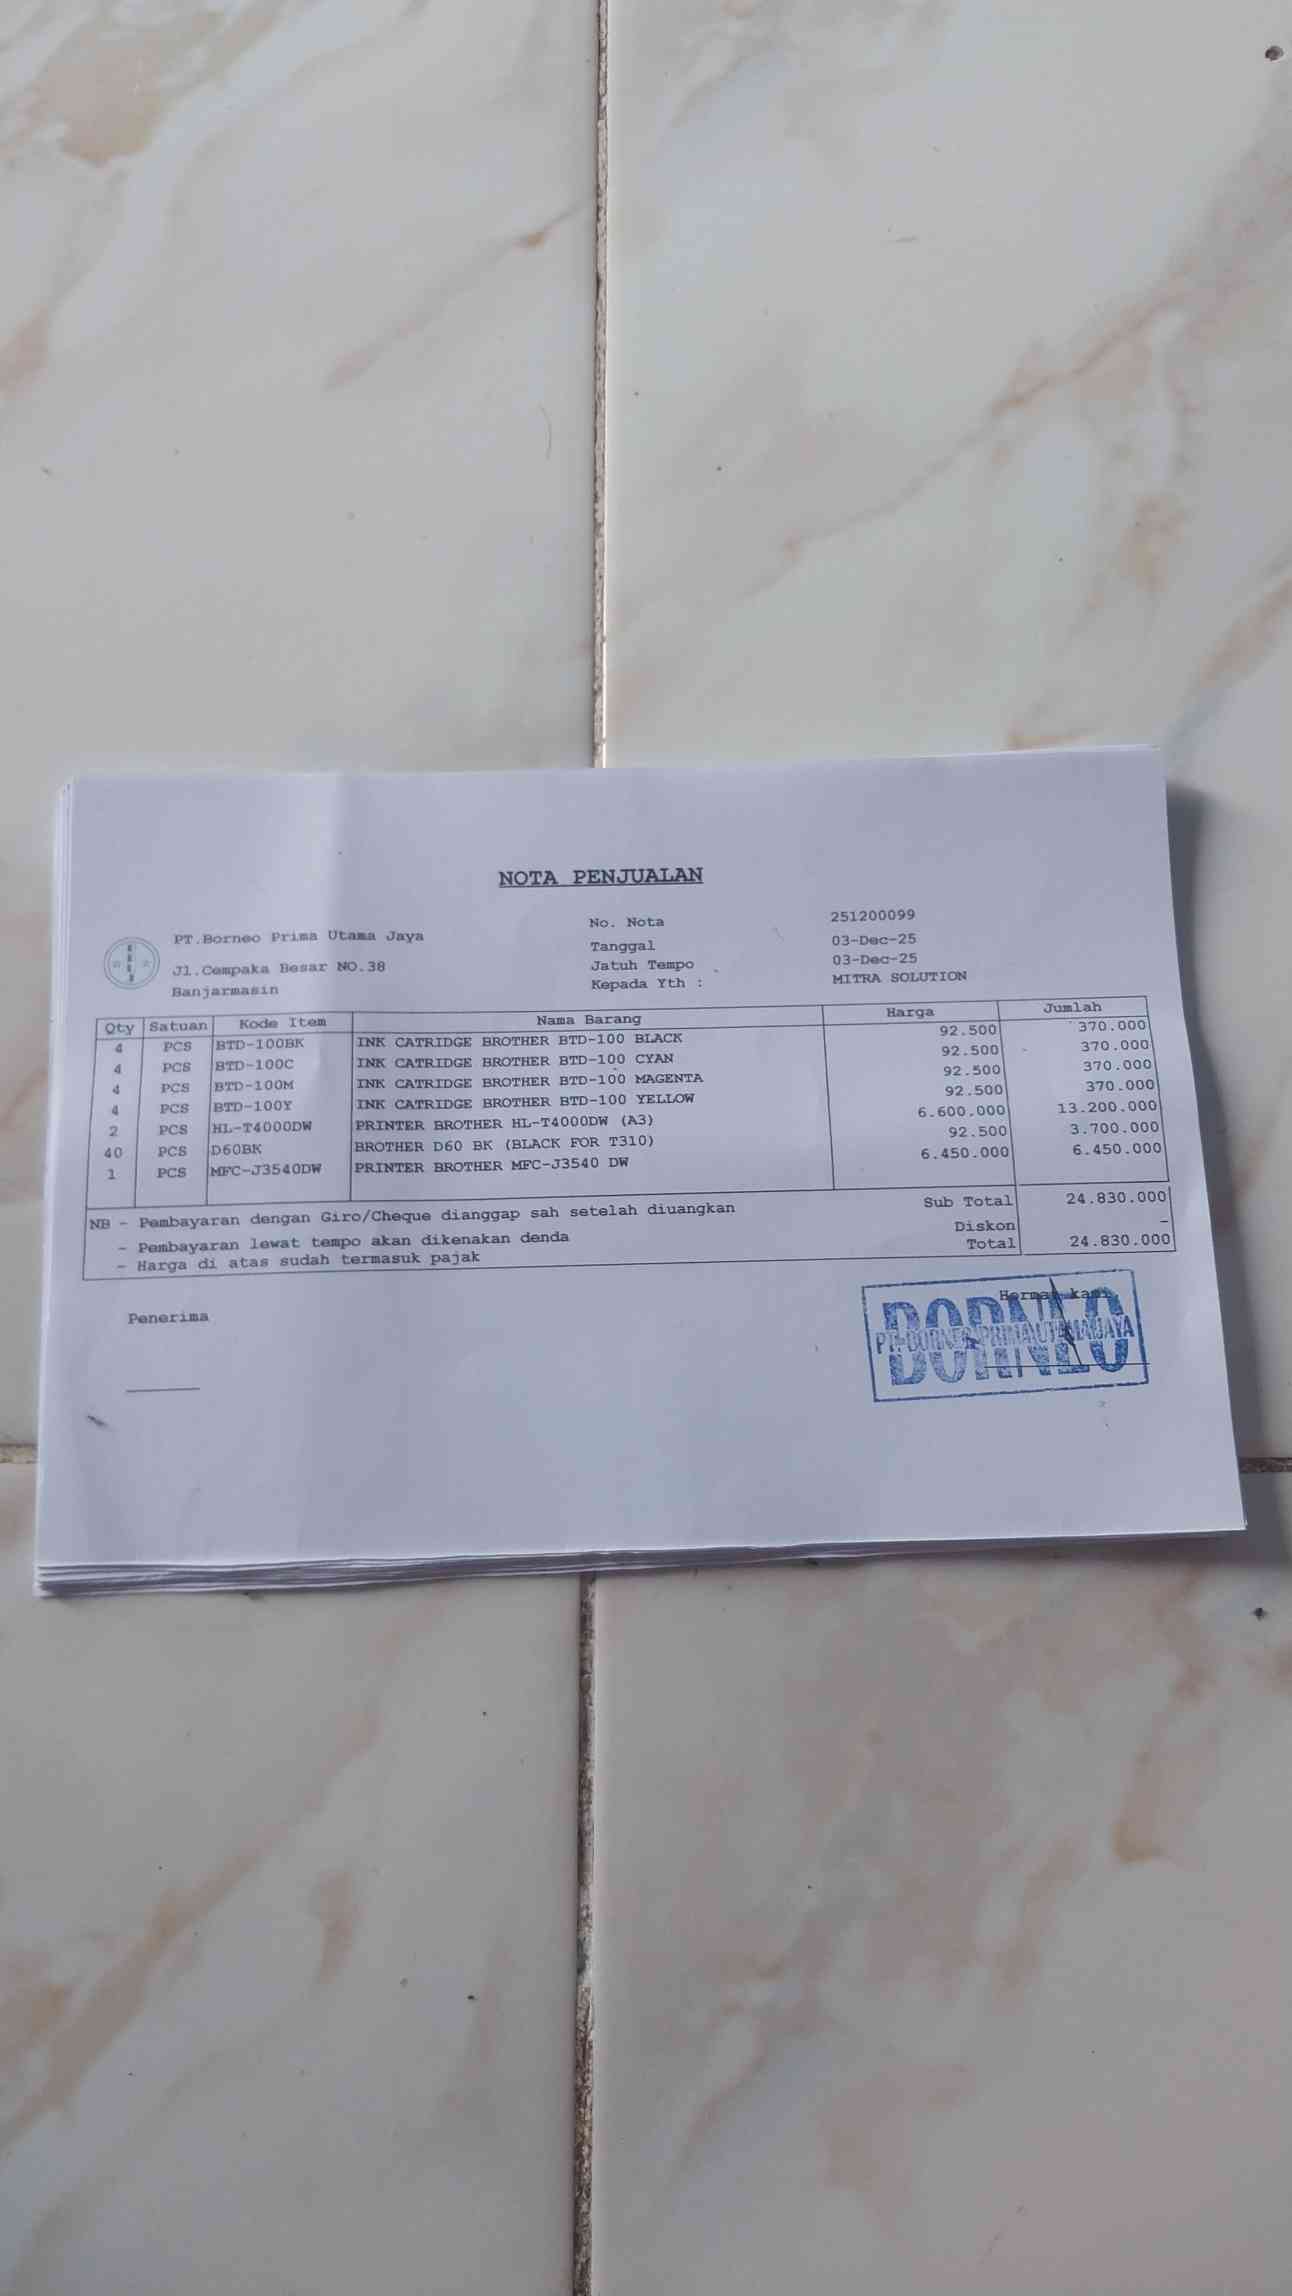 NOTA PENJUALAN
PT.Borneo Prima Utama Jaya
Jl.Cempaka Besar NO.38
Banjarmasin
No. Nota 251200099
Tanggal 03-Dec-25
Jatuh Tempo 03-Dec-25
Kepada Yth : MITRA SOLUTION
Qty Satuan Kode Item Nama Barang Harga Jumlah
4 PCS BTD-100BK INK CATRIDGE BROTHER BTD-100 BLACK 92.500 370.000
4 PCS BTD-100C INK CATRIDGE BROTHER BTD-100 CYAN 92.500 370.000
4 PCS BTD-100M INK CATRIDGE BROTHER BTD-100 MAGENTA 92.500 370.000
4 PCS BTD-100Y INK CATRIDGE BROTHER BTD-100 YELLOW 92.500 370.000
2 PCS HL-T4000DW PRINTER BROTHER HL-T4000DW (A3) 6.600.000 13.200.000
40 PCS D60BK BROTHER D60 BK (BLACK FOR T310) 92.500 3.700.000
1 PCS MFC-J3540DW PRINTER BROTHER MFC-J3540 DW 6.450.000 6.450.000
NB - Pembayaran dengan Giro/Cheque dianggap sah setelah diuangkan Sub Total 24.830.000
- Pembayaran lewat tempo akan dikenakan denda Diskon -
- Harga di atas sudah termasuk pajak Total 24.830.000
Penerima
Hormat kami,
BORNEO
PT. BORNEO PRIMA UTAMA JAYA